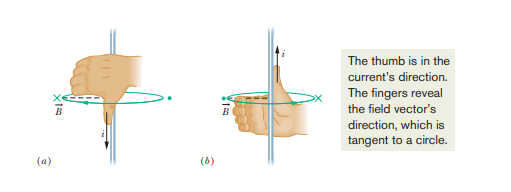 i
The thumb is in the
current's direction.
The fingers reveal
the field vector's
direction, which is
tangent to a circle.
B
B
i
(a)
(b)